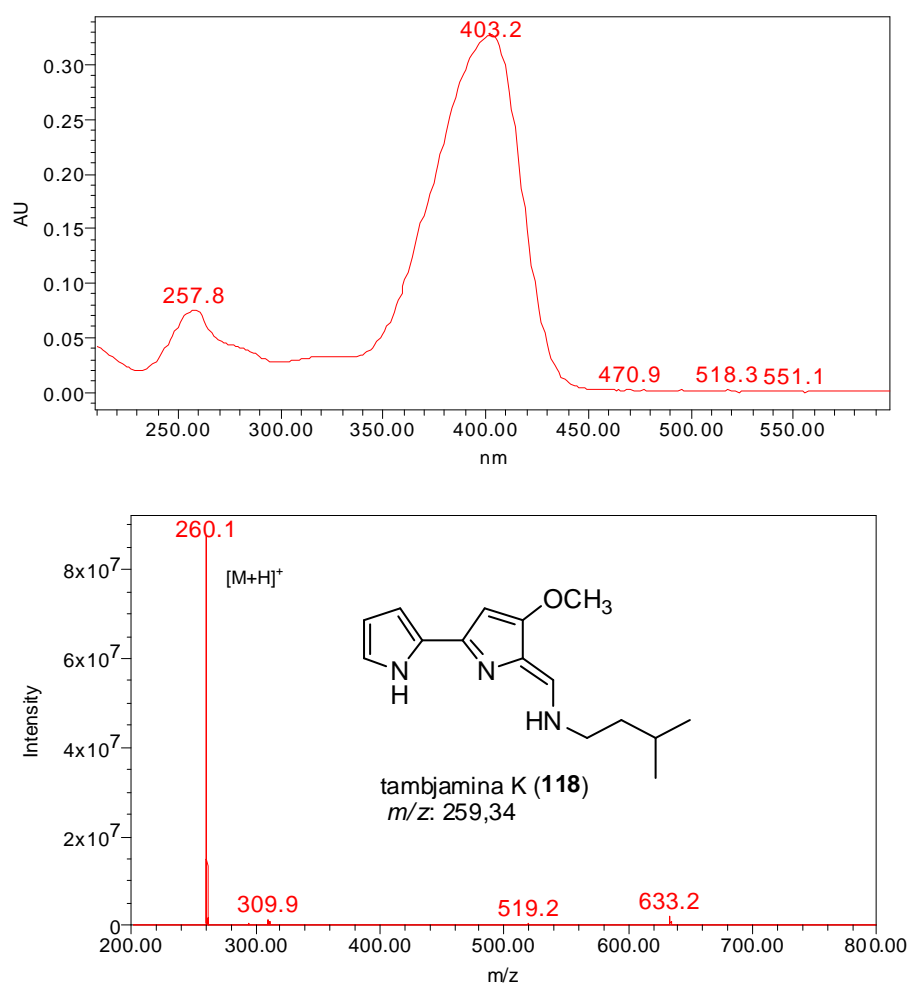 403.2
0.30
0.25
0.20
AU
0.15
257.8
0.10
0.05
470.9 518.3 551.1
0.00
250.00 300.00 350.00 400.00 450.00 500.00 550.00
nm
260.1
8x10⁷
[M+H]⁺
OCH₃
6x10⁷
N
H
N
Intensity
HN
4x10⁷
tambjamina K (118)
m/z: 259,34
2x10⁷
309.9 519.2 633.2
0
200.00 300.00 400.00 500.00 600.00 700.00 800.00
m/z